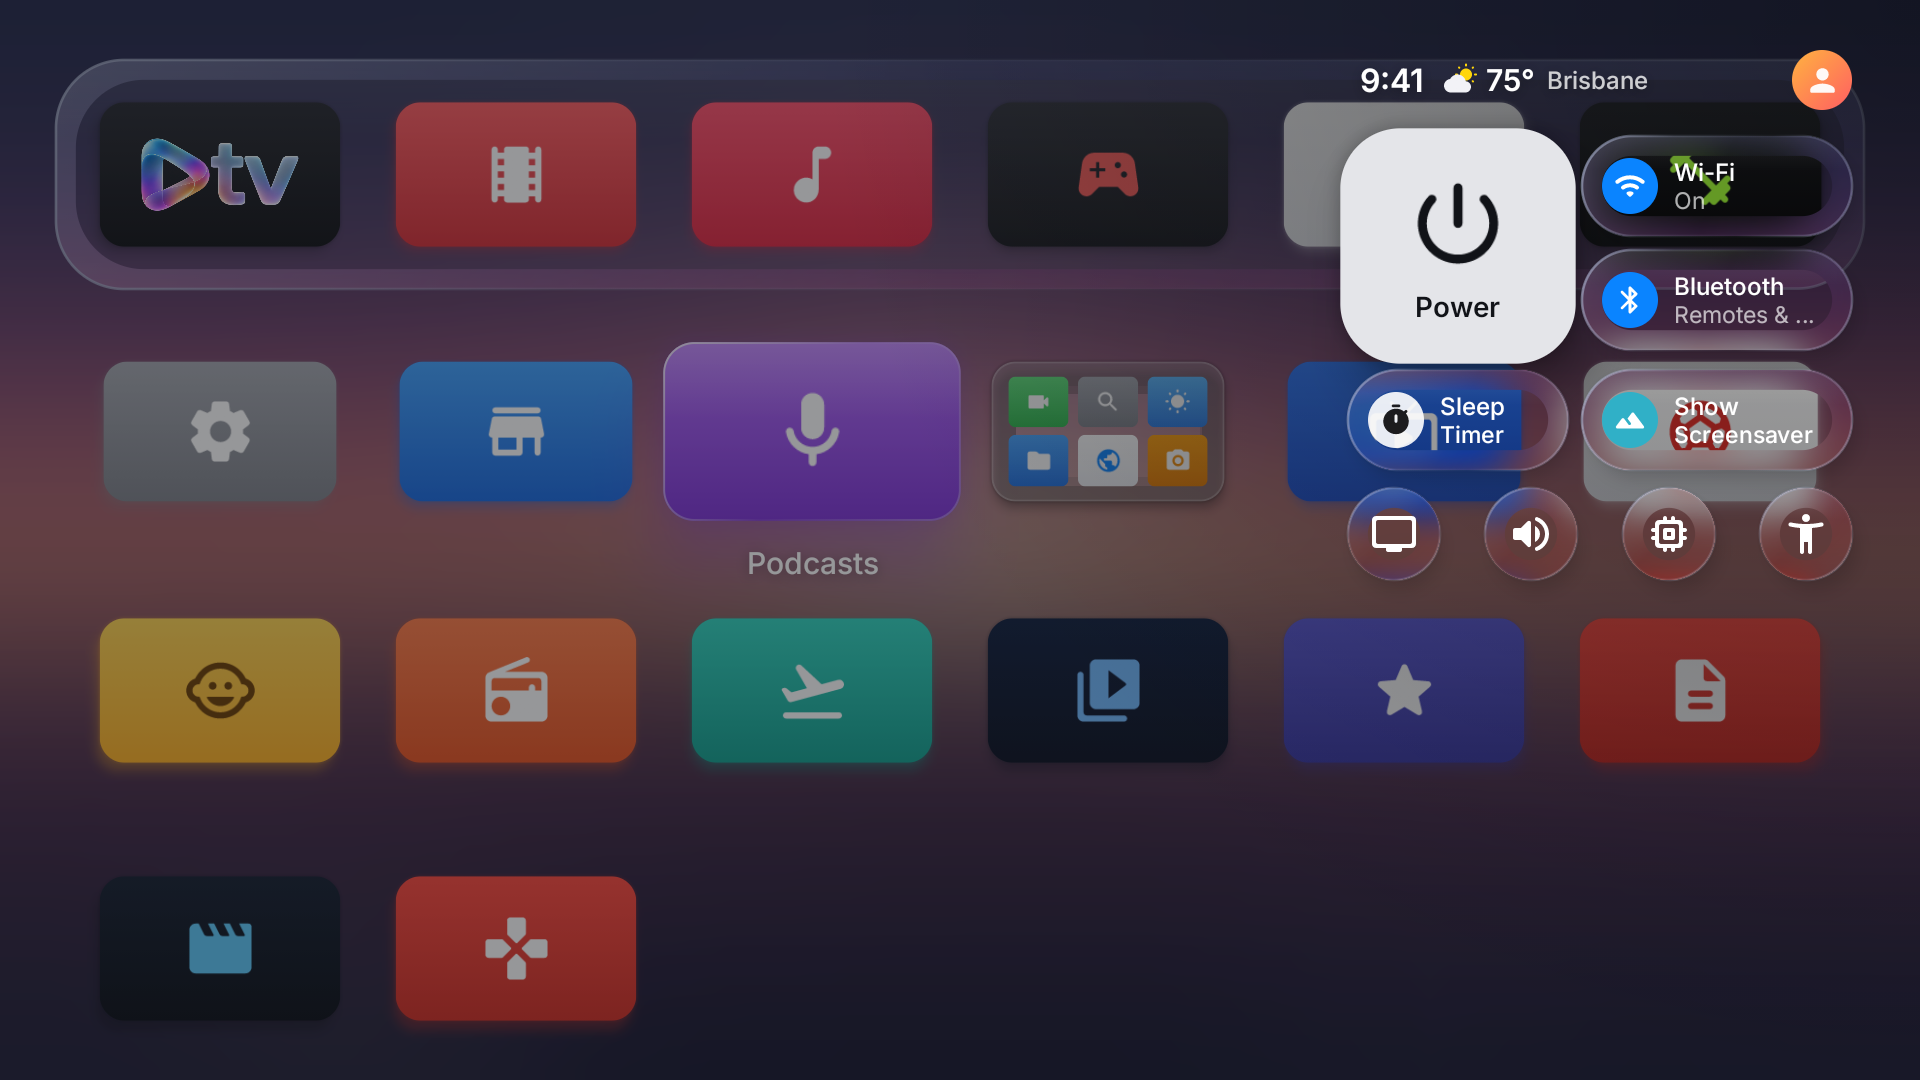 9:41 75° Brisbane
tv
Power
Wi-Fi
On
Bluetooth
Remotes & ...
Sleep
Timer
Show
Screensaver
Podcasts